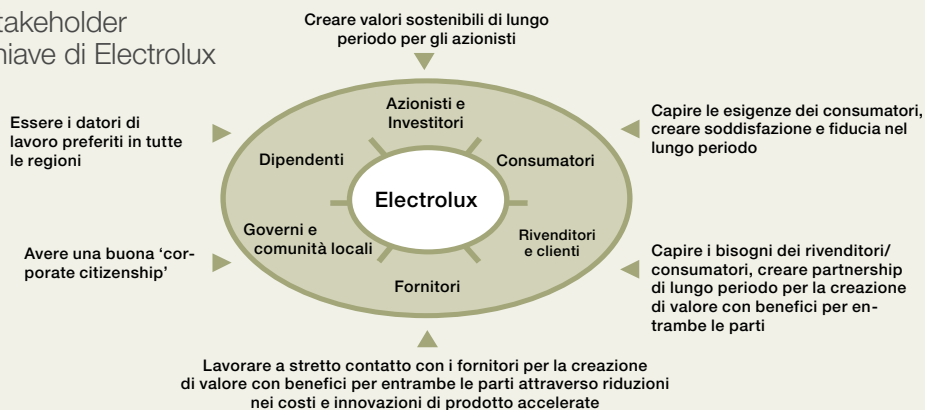 takeholder
iave di Electrolux
Creare valori sostenibili di lungo
periodo per gli azionisti
Essere i datori di
lavoro preferiti in tutte
le regioni
Azionisti e
Investitori
Capire le esigenze dei consumatori,
creare soddisfazione e fiducia nel
lungo periodo
Dipendenti
Consumatori
Electrolux
Governi e
comunità locali
Rivenditori
e clienti
Avere una buona ‘cor-
porate citizenship’
Capire i bisogni dei rivenditori/
consumatori, creare partnership
di lungo periodo per la creazione
di valore con benefici per en-
trambe le parti
Fornitori
Lavorare a stretto contatto con i fornitori per la creazione
di valore con benefici per entrambe le parti attraverso riduzioni
nei costi e innovazioni di prodotto accelerate